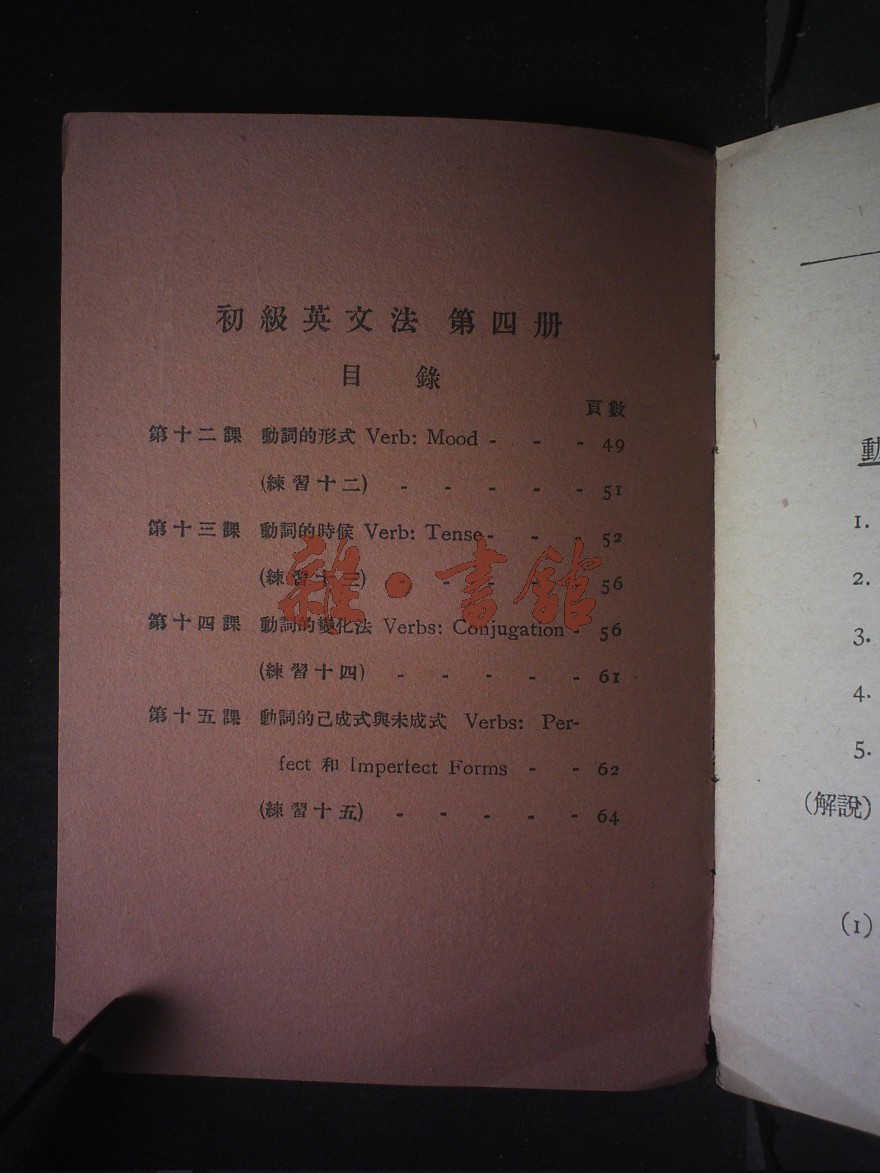 初級英文法 第四册
目 錄
頁數
第十二課 動詞的形式 Verb: Mood - - - 49
(練習十二) - - - - - 51
第十三課 動詞的時候 Verb: Tense - - - 52
(練習十三) - - - - - 56
第十四課 動詞的變化法 Verbs: Conjugation - 56
(練習十四) - - - - - 61
第十五課 動詞的己成式與未成式 Verbs: Per-
fect 和 Imperfect Forms - - 62
(練習十五) - - - - - 64
雜·書館
1.
2.
3.
4.
5.
(解說)
(1)